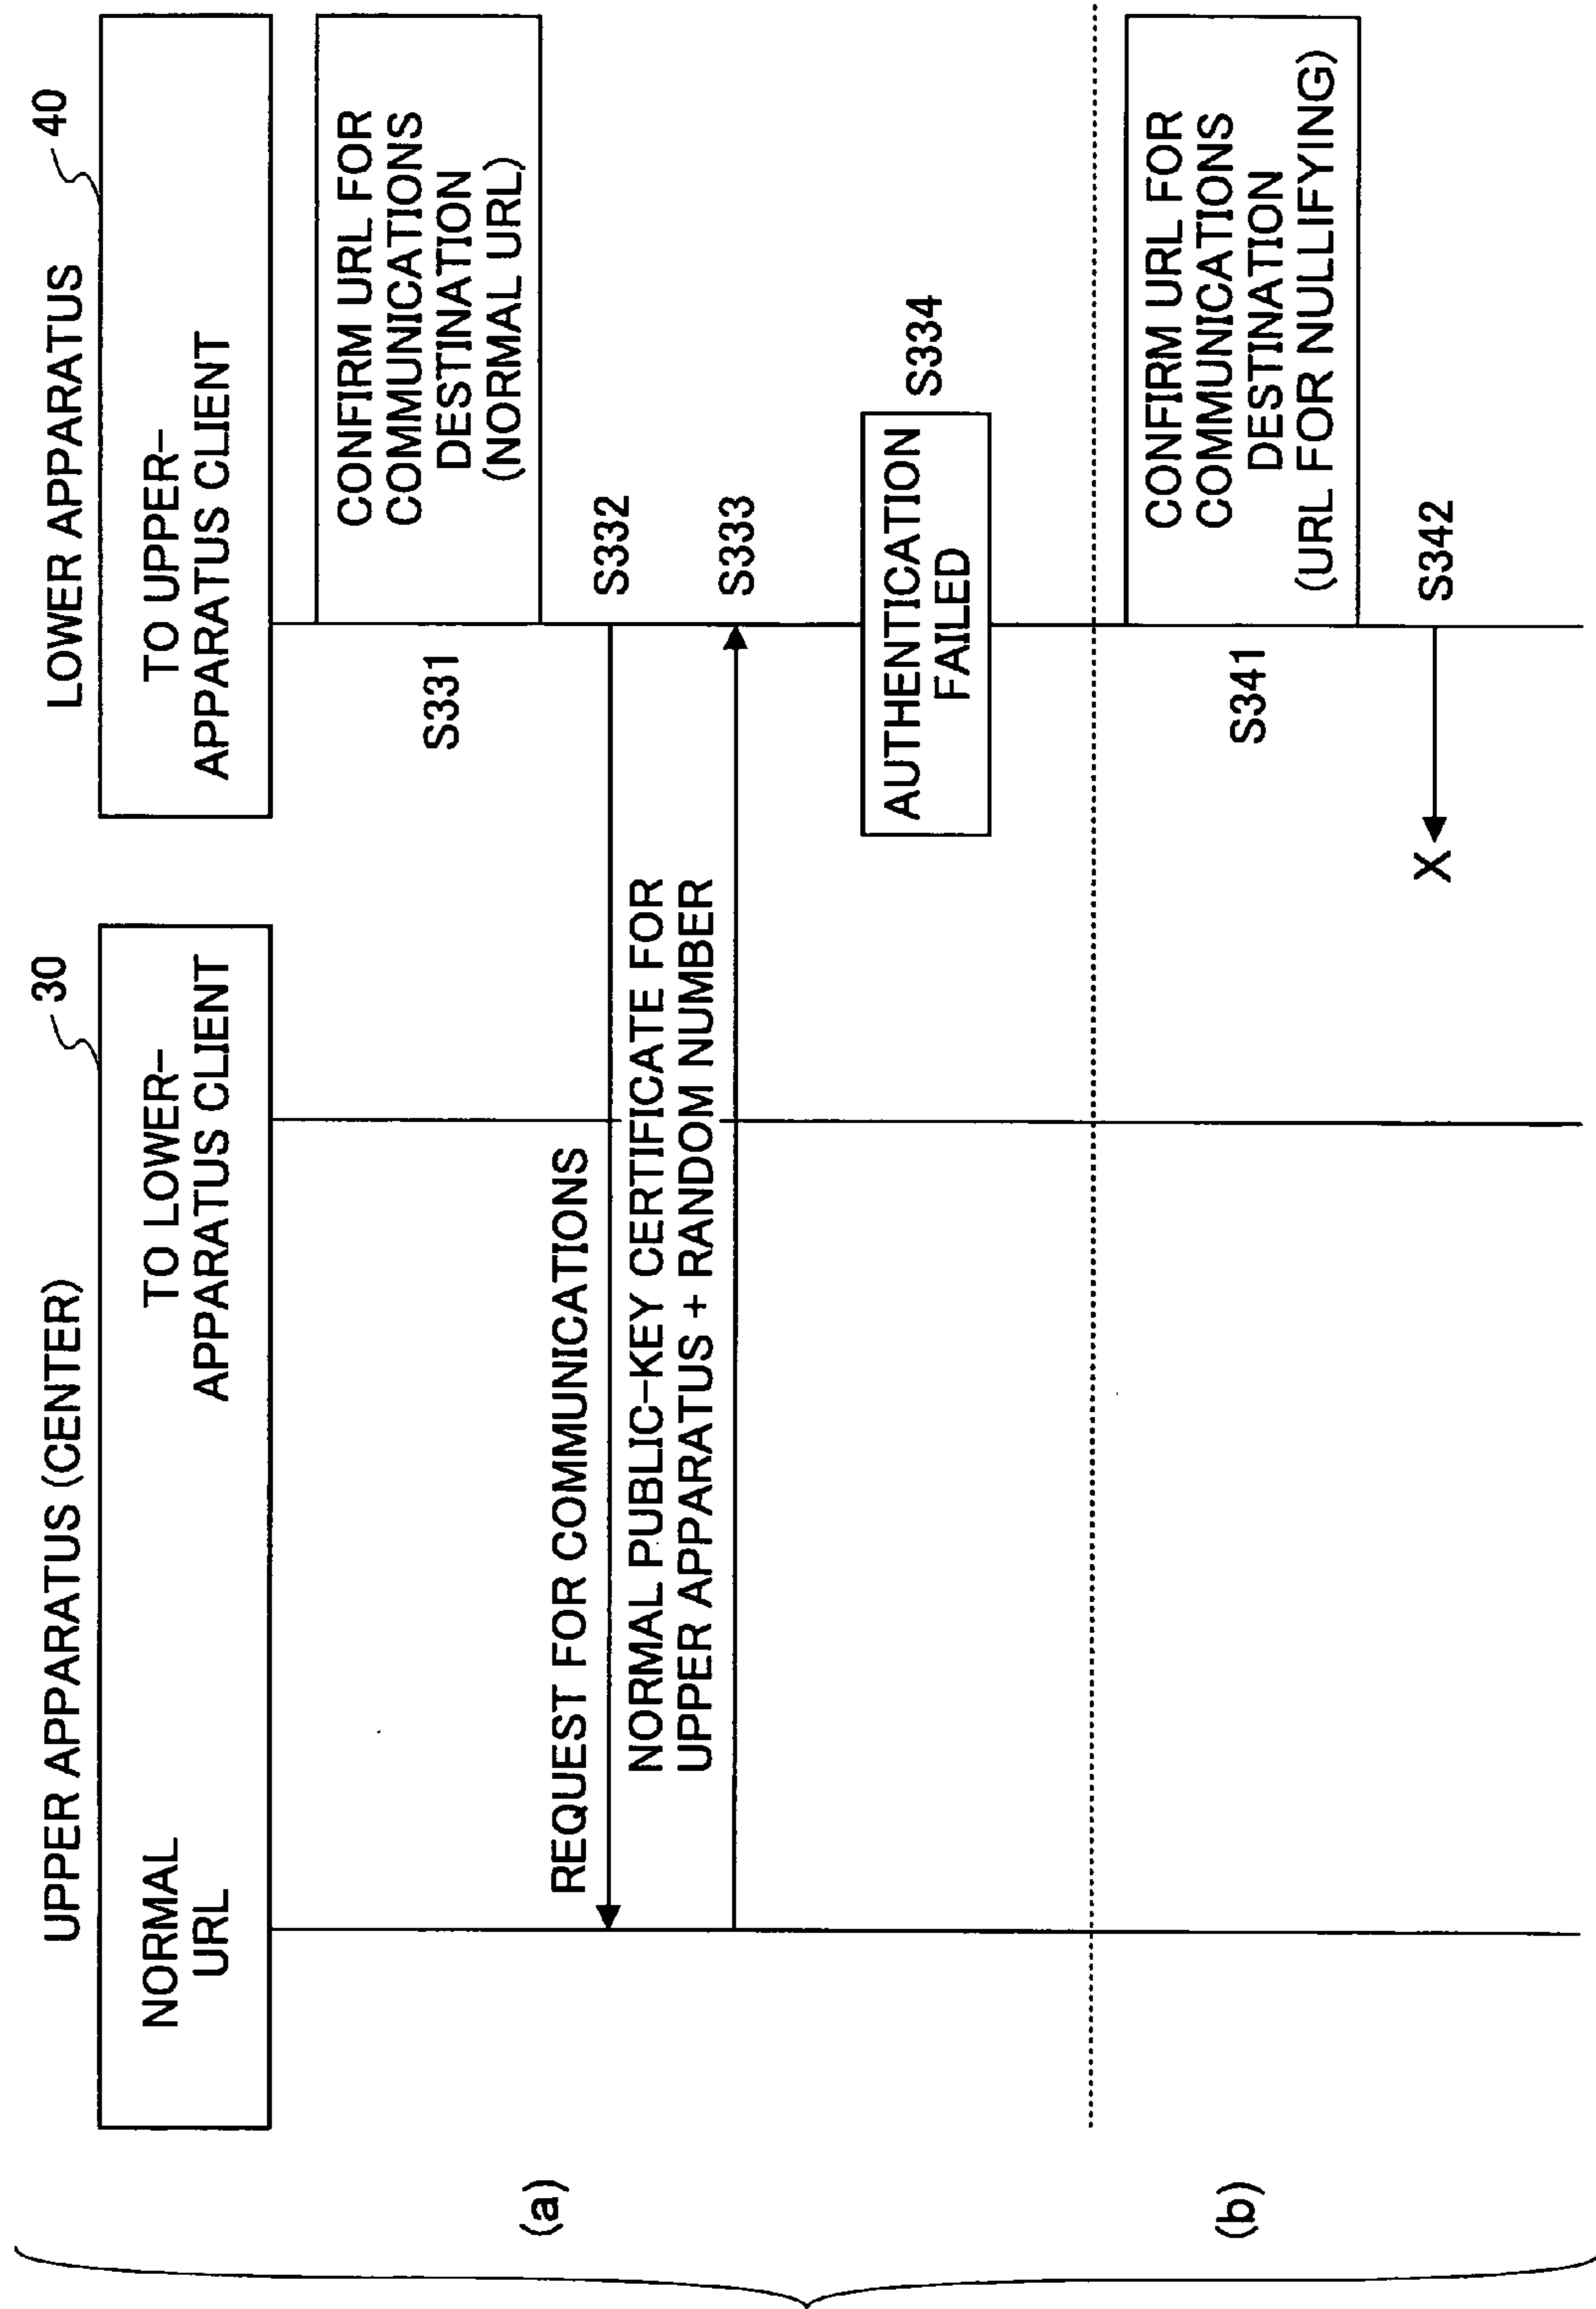 UPPER APPARATUS (CENTER)
30
LOWER APPARATUS
40
NORMAL
URL
TO LOWER-
APPARATUS CLIENT
TO UPPER-
APPARATUS CLIENT
(a)
S331
CONFIRM URL FOR
COMMUNICATIONS
DESTINATION
(NORMAL URL)
REQUEST FOR COMMUNICATIONS
S332
NORMAL PUBLIC-KEY CERTIFICATE FOR
UPPER APPARATUS + RANDOM NUMBER
S333
AUTHENTICATION
FAILED
S334
(b)
S341
CONFIRM URL FOR
COMMUNICATIONS
DESTINATION
(URL FOR NULLIFYING)
X
S342